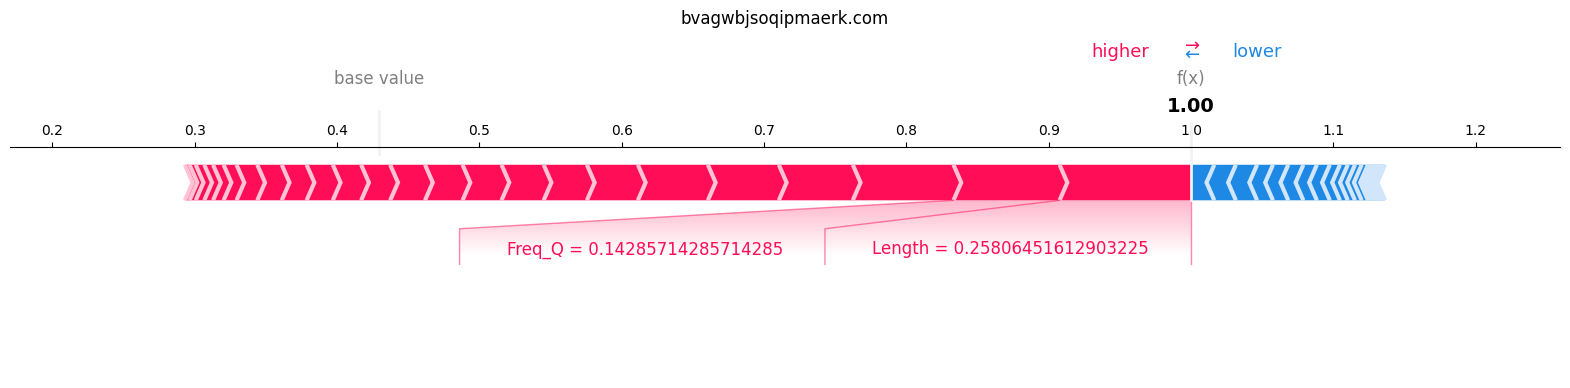 bvagwbjsoqipmaerk.com
higher ⇄ lower
base value f(x)
1.00
0.2 0.3 0.4 0.5 0.6 0.7 0.8 0.9 1.0 1.1 1.2
Freq_Q = 0.14285714285714285 Length = 0.25806451612903225